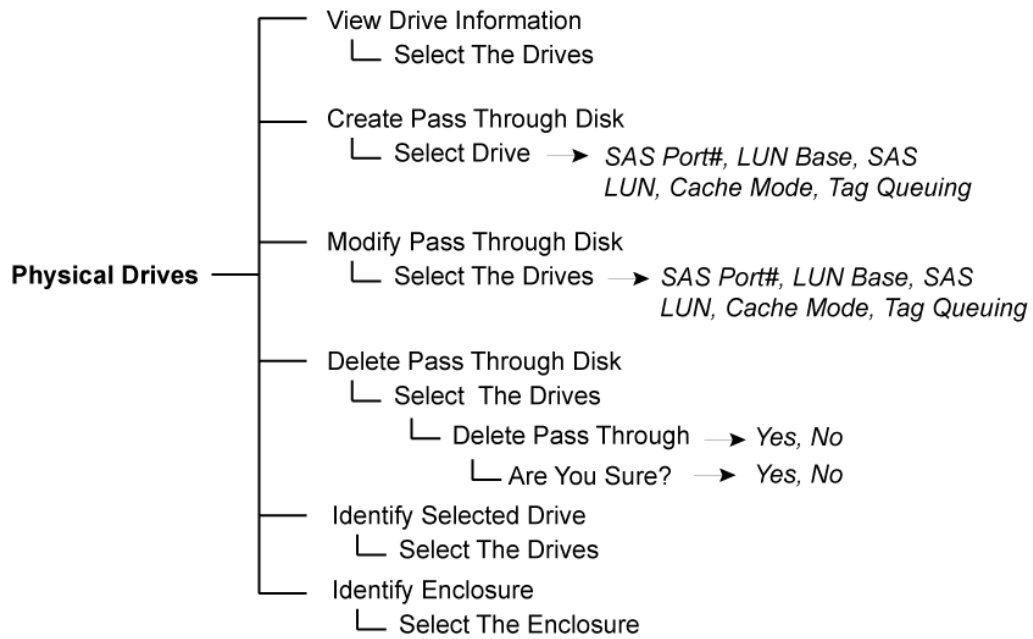 View Drive Information
Select The Drives
Create Pass Through Disk
Select Drive
SAS Port#, LUN Base, SAS
LUN, Cache Mode, Tag Queuing
Modify Pass Through Disk
Physical Drives
Select The Drives
SAS Port#, LUN Base, SAS
LUN, Cache Mode, Tag Queuing
Delete Pass Through Disk
Select The Drives
Delete Pass Through
Yes, No
Are You Sure?
Yes, No
Identify Selected Drive
Select The Drives
Identify Enclosure
Select The Enclosure